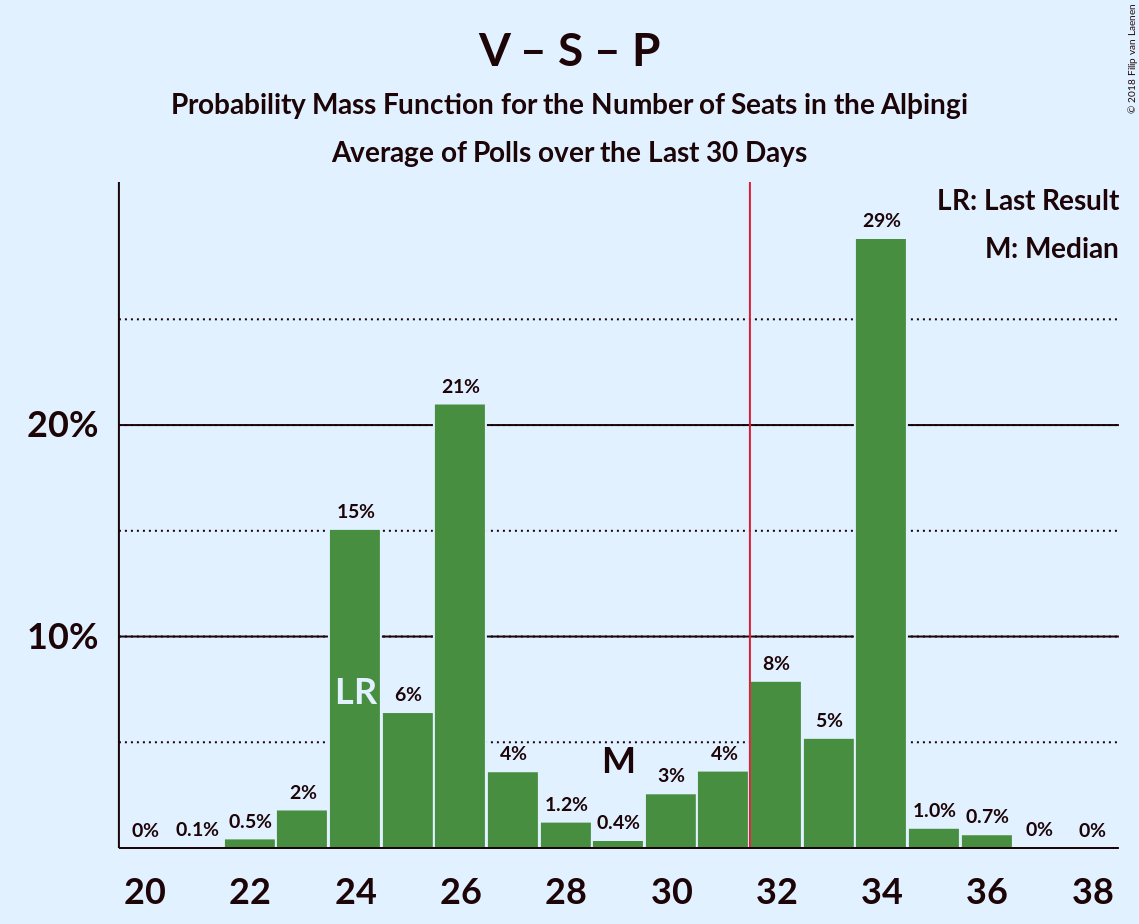 V – S – P
Probability Mass Function for the Number of Seats in the Alþingi
Average of Polls over the Last 30 Days
© 2018 Filip van Laenen
LR: Last Result
M: Median
20%
10%
0%
0.1%
0.5%
2%
15%
6%
21%
4%
1.2%
0.4%
3%
4%
8%
5%
29%
1.0%
0.7%
0%
0%
LR
M
20 22 24 26 28 30 32 34 36 38